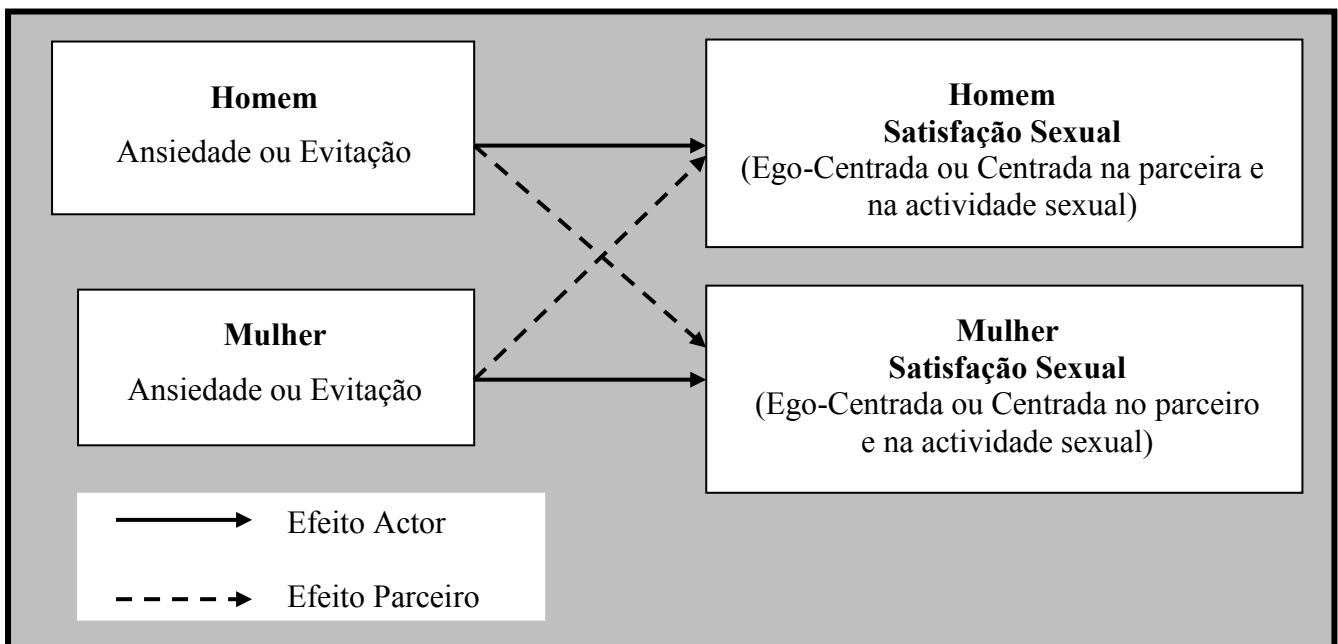 Homem
Ansiedade ou Evitação
Homem
Satisfação Sexual
(Ego-Centrada ou Centrada na parceira e
na actividade sexual)
Mulher
Ansiedade ou Evitação
Mulher
Satisfação Sexual
(Ego-Centrada ou Centrada no parceiro
e na actividade sexual)
Efeito Actor
Efeito Parceiro